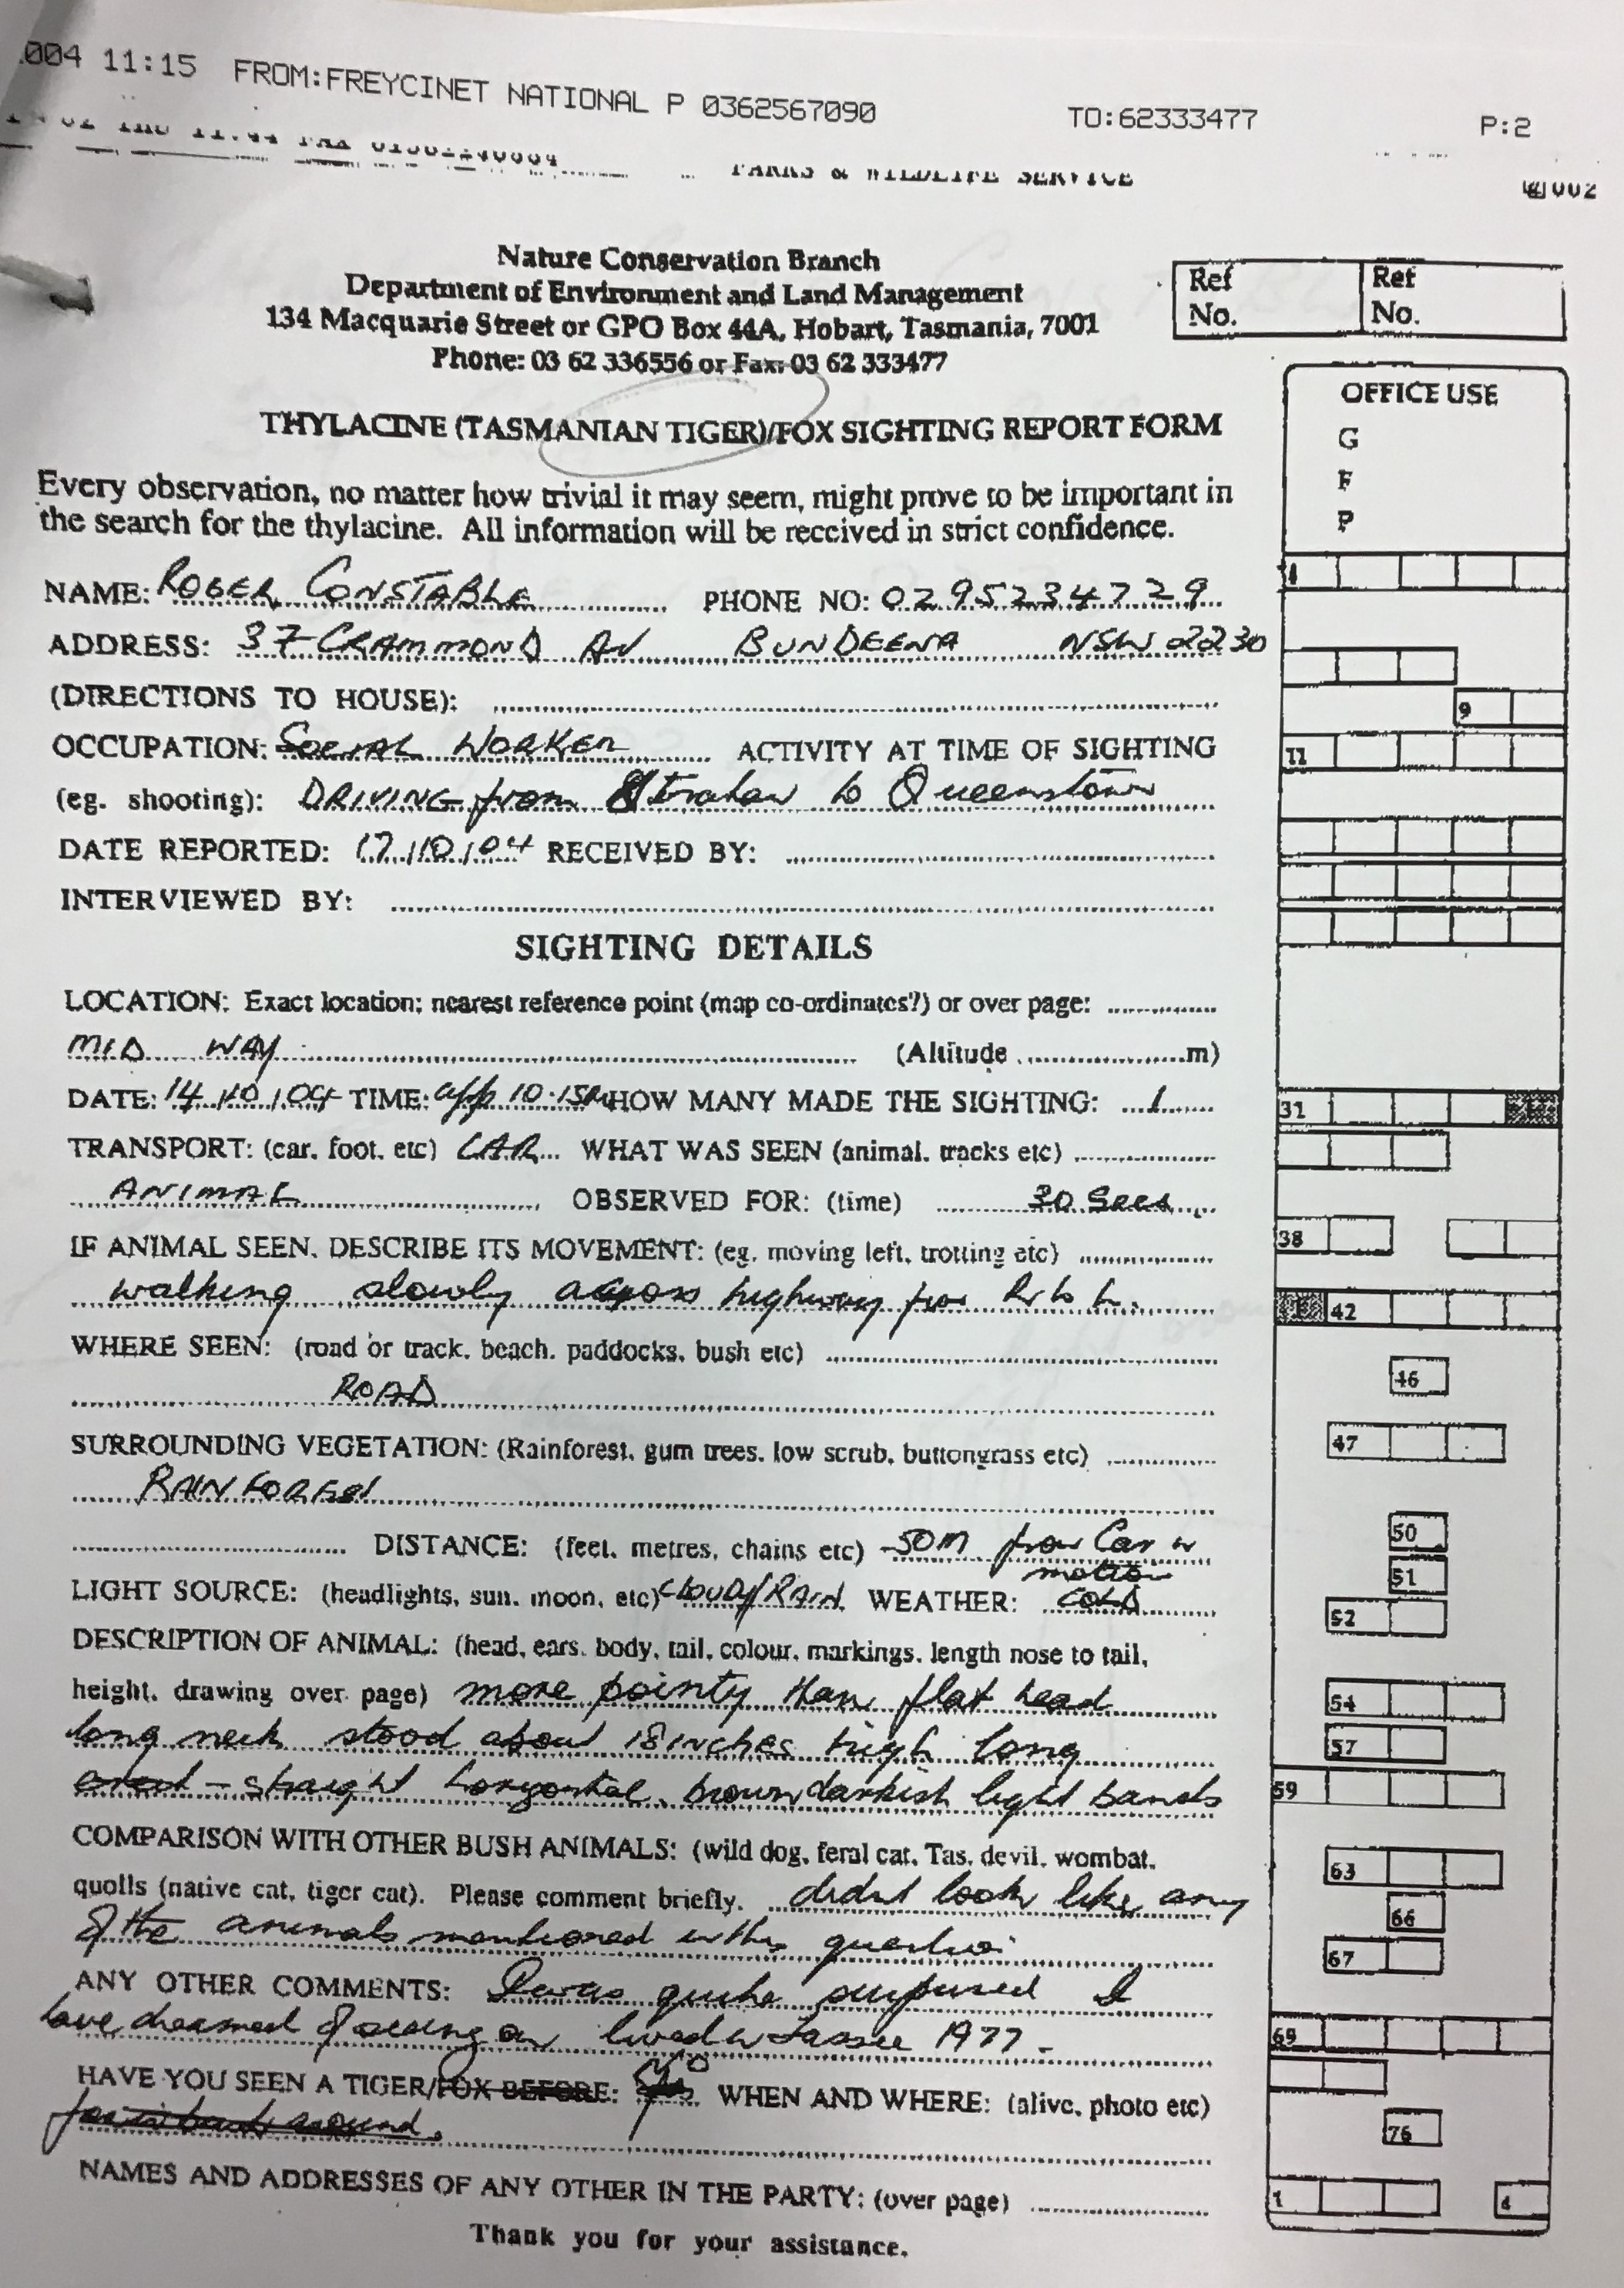 004 11:15 FROM:FREYCINET NATIONAL P 0362567090 TO:62333477 P:2
PARKS & WILDLIFE SERVICE 002
Nature Conservation Branch
Department of Environment and Land Management
134 Macquarie Street or GPO Box 44A, Hobart, Tasmania, 7001
Phone: 03 62 336556 or Fax: 03 62 333477
Ref No. Ref No.
OFFICE USE
G
F
P
THYLACINE (TASMANIAN TIGER)/FOX SIGHTING REPORT FORM
Every observation, no matter how trivial it may seem, might prove to be important in
the search for the thylacine. All information will be received in strict confidence.
NAME: ROGER CONSTABLE PHONE NO: 0295234729
ADDRESS: 37 CRAMMOND AV BUNDEENA NSW 2230
(DIRECTIONS TO HOUSE):
9
OCCUPATION: SOCIAL WORKER ACTIVITY AT TIME OF SIGHTING
11
(eg. shooting): DRIVING from Strahan to Queenstown
DATE REPORTED: 17/10/04 RECEIVED BY:
INTERVIEWED BY:
SIGHTING DETAILS
LOCATION: Exact location; nearest reference point (map co-ordinates?) or over page:
MID WAY (Altitude m)
DATE: 14/10/04 TIME: app 10.15AM HOW MANY MADE THE SIGHTING: 1
31
TRANSPORT: (car, foot, etc) CAR WHAT WAS SEEN (animal, tracks etc)
ANIMAL OBSERVED FOR: (time) 30 Secs
38
IF ANIMAL SEEN, DESCRIBE ITS MOVEMENT: (eg. moving left, trotting etc)
walking slowly across highway from R to L.
42
WHERE SEEN: (road or track, beach, paddocks, bush etc)
46
ROAD
SURROUNDING VEGETATION: (Rainforest, gum trees, low scrub, buttongrass etc)
47
RAINFOREST
50
DISTANCE: (feet, metres, chains etc) 50M from Car in
motion
51
LIGHT SOURCE: (headlights, sun, moon, etc) CLOUDY/RAIN WEATHER: COLD
52
DESCRIPTION OF ANIMAL: (head, ears, body, tail, colour, markings, length nose to tail,
height, drawing over page) more pointy than flat head
54
long neck stood about 18 inches high long
57
straight horyzontal brown darkish light bands
59
COMPARISON WITH OTHER BUSH ANIMALS: (wild dog, feral cat, Tas. devil, wombat,
63
quolls (native cat, tiger cat). Please comment briefly. didnt look like any
66
of the animals mentioned in this question
67
ANY OTHER COMMENTS: I was quite surprised I
have dreamed of seeing on lived in Tassie 1977 -
69
HAVE YOU SEEN A TIGER/FOX BEFORE: No WHEN AND WHERE: (alive, photo etc)
76
NAMES AND ADDRESSES OF ANY OTHER IN THE PARTY: (over page)
1 4
Thank you for your assistance.